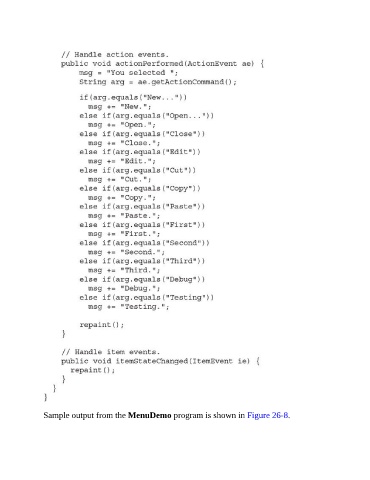 // Handle action events.
public void actionPerformed(ActionEvent ae) {
msg = "You selected ";
String arg = ae.getActionCommand();
if(arg.equals("New..."))
msg += "New.";
else if(arg.equals("Open..."))
msg += "Open.";
else if(arg.equals("Close"))
msg += "Close.";
else if(arg.equals("Edit"))
msg += "Edit.";
else if(arg.equals("Cut"))
msg += "Cut.";
else if(arg.equals("Copy"))
msg += "Copy.";
else if(arg.equals("Paste"))
msg += "Paste.";
else if(arg.equals("First"))
msg += "First.";
else if(arg.equals("Second"))
msg += "Second.";
else if(arg.equals("Third"))
msg += "Third.";
else if(arg.equals("Debug"))
msg += "Debug.";
else if(arg.equals("Testing"))
msg += "Testing.";
repaint();
}
// Handle item events.
public void itemStateChanged(ItemEvent ie) {
repaint();
}
}
}
Sample output from the MenuDemo program is shown in Figure 26-8.